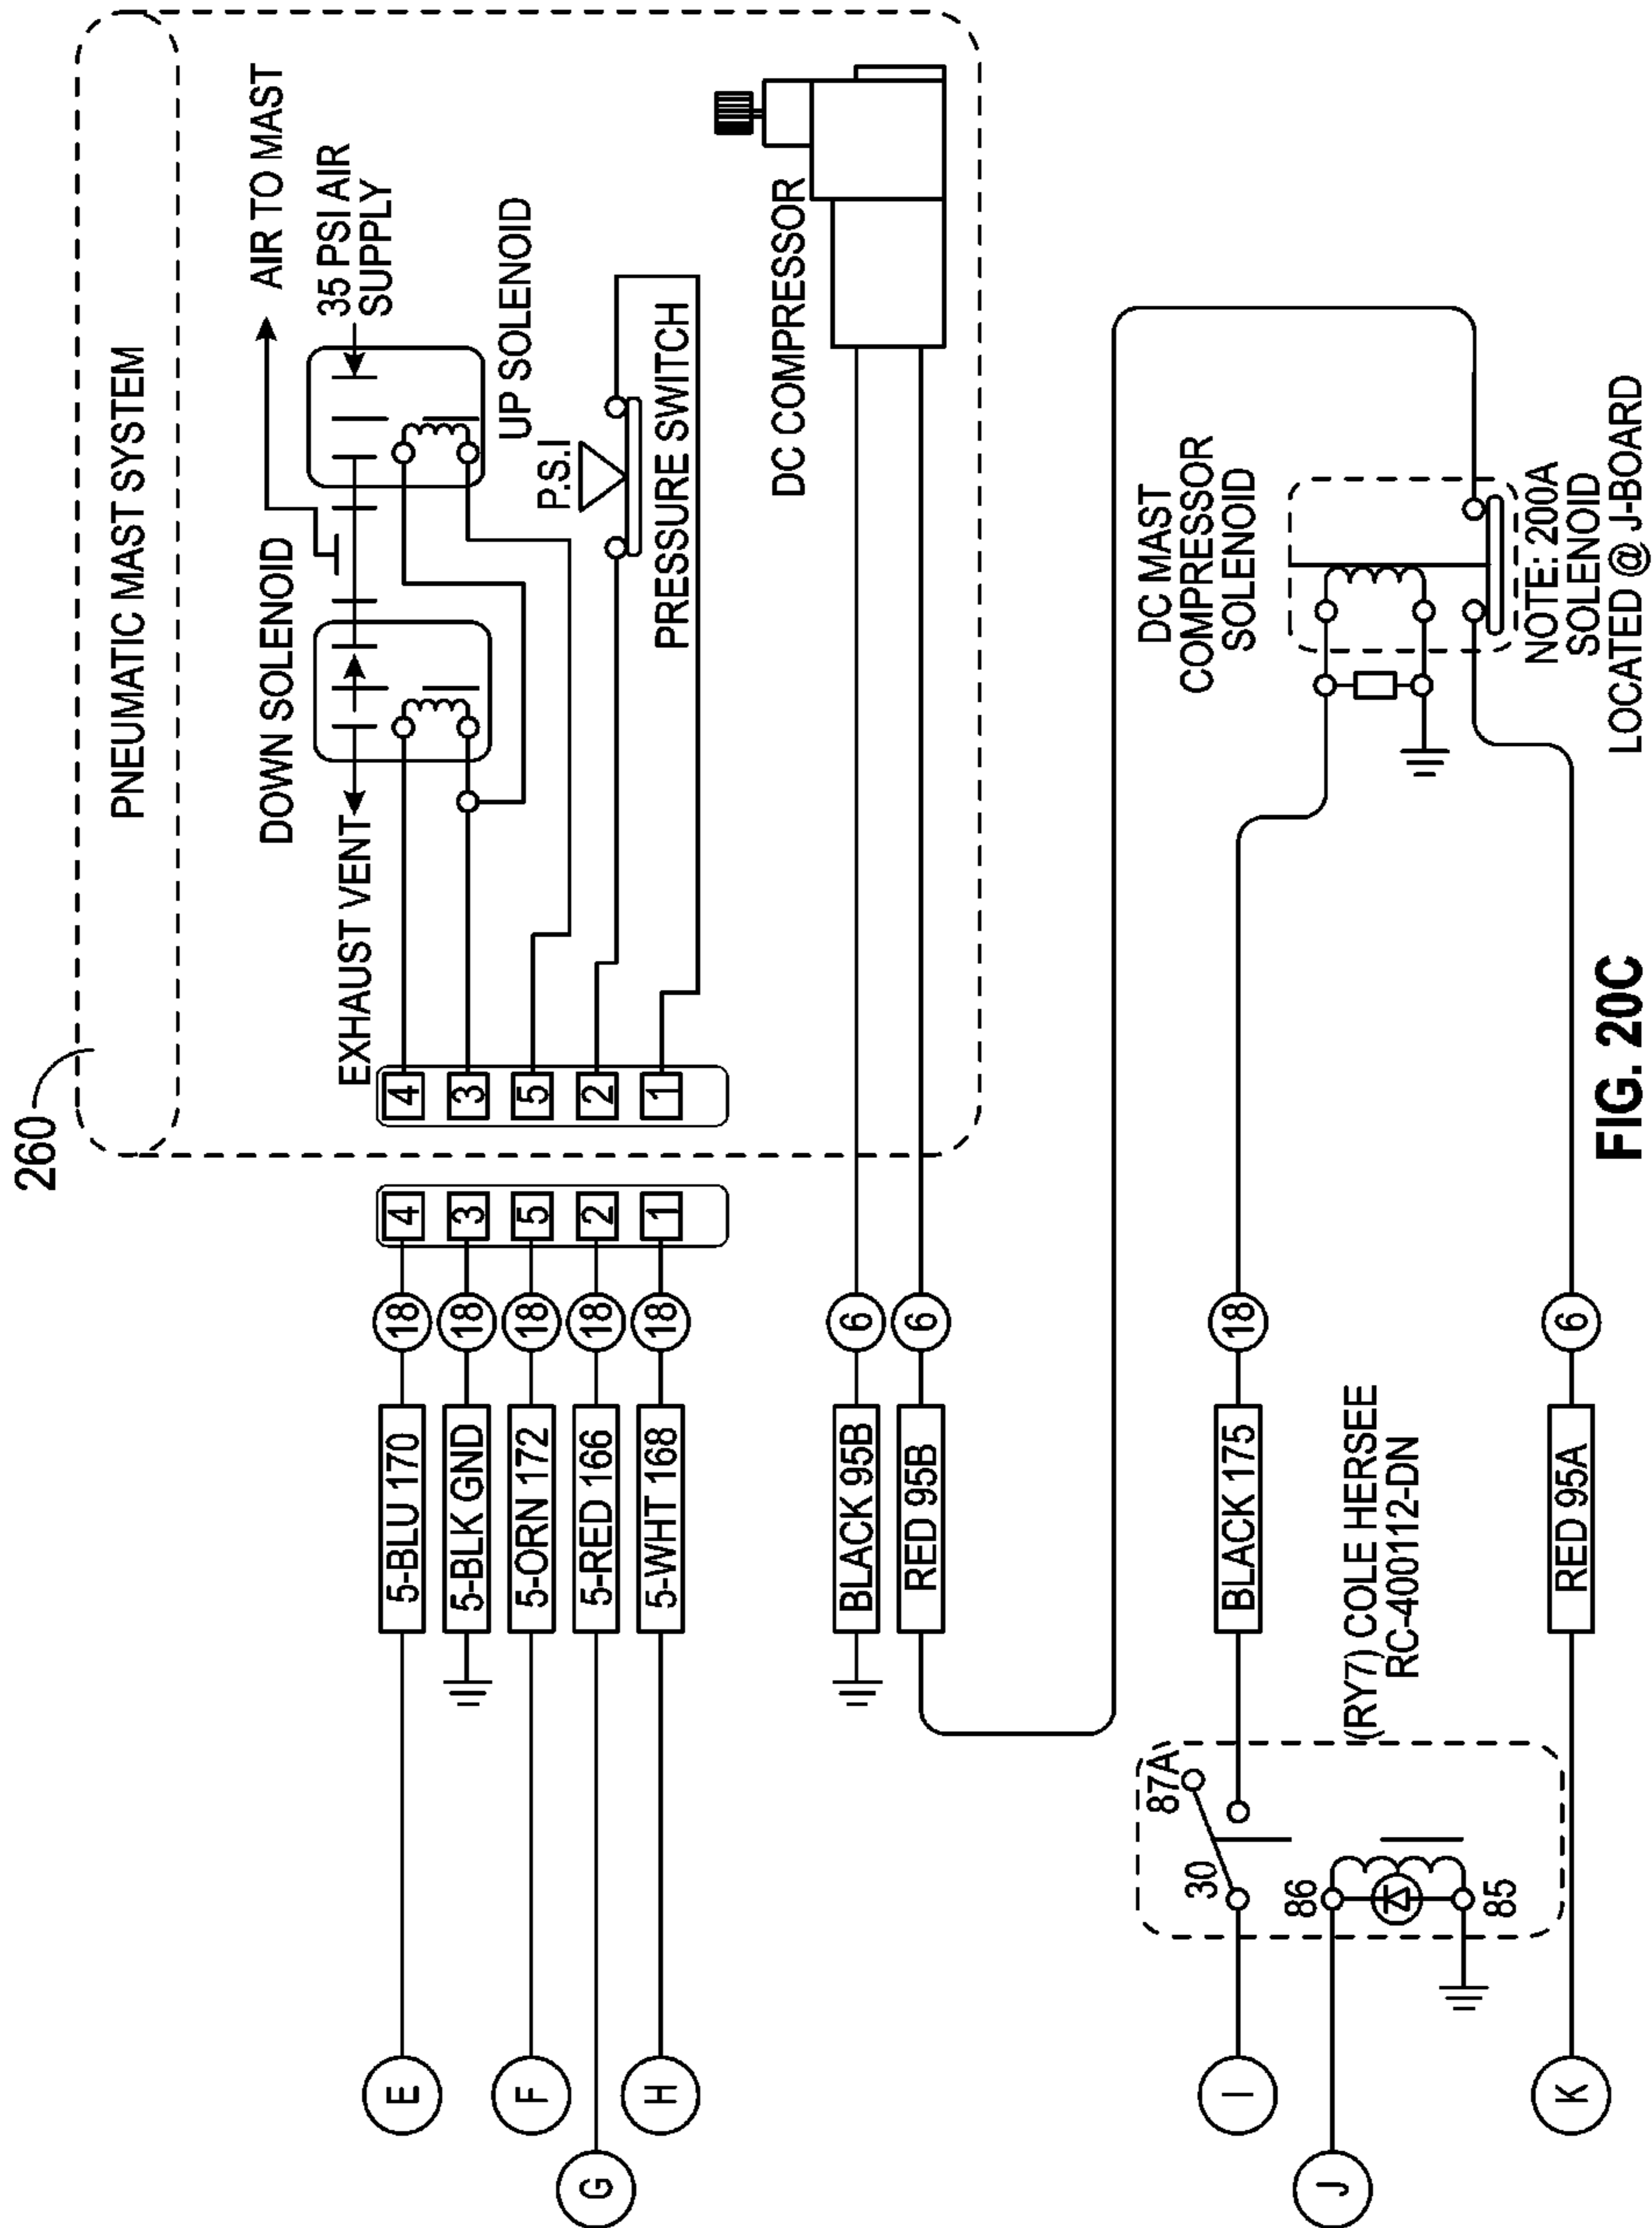 260
PNEUMATIC MAST SYSTEM
AIR TO MAST
DOWN SOLENOID
35 PSI AIR
SUPPLY
EXHAUST VENT
UP SOLENOID
P.S.I
PRESSURE SWITCH
DC COMPRESSOR
E
5-BLU 170
18
4
4
5-BLK GND
18
3
3
F
5-ORN 172
18
5
5
G
5-RED 166
18
2
2
H
5-WHT 168
18
1
1
BLACK 95B
6
RED 95B
6
DC MAST
COMPRESSOR
SOLENOID
87A
I
30
BLACK 175
18
J
86
85
(RY7) COLE HERSEE
RC-400112-DN
NOTE: 200A
SOLENOID
LOCATED @ J-BOARD
K
RED 95A
6
FIG. 20C